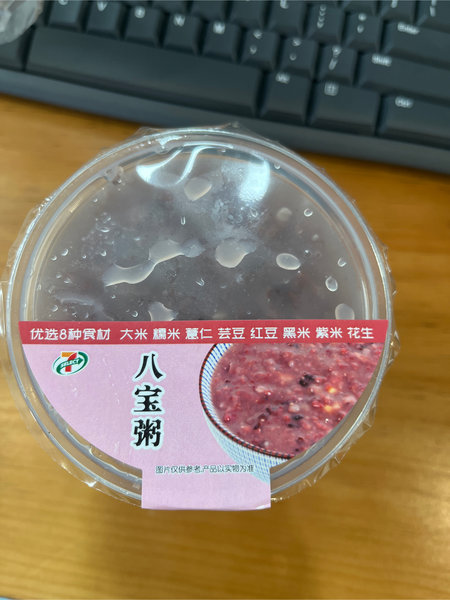 优选8种食材 大米 糯米 薏仁 芸豆 红豆 黑米 紫米 花生
八宝粥
图片仅供参考,产品以实物为准